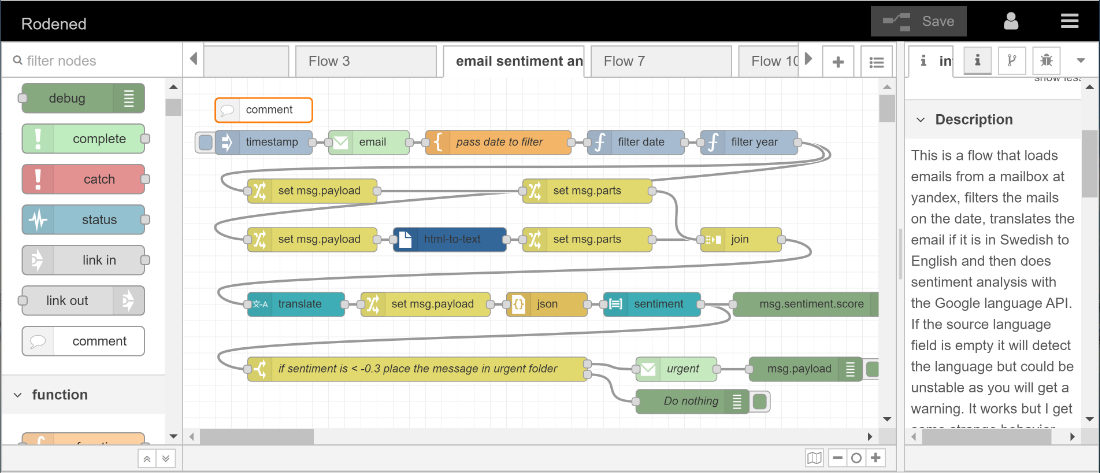 Rodened
Save
filter nodes
Flow 3
email sentiment an
Flow 7
Flow 10
i
in
i
debug
complete
catch
status
link in
link out
comment
function
comment
timestamp
email
pass date to filter
filter date
filter year
set msg.payload
set msg.parts
set msg.payload
html-to-text
set msg.parts
join
translate
set msg.payload
json
sentiment
msg.sentiment.score
if sentiment is < -0.3 place the message in urgent folder
urgent
msg.payload
Do nothing
show less
Description
This is a flow that loads
emails from a mailbox at
yandex, filters the mails
on the date, translates the
email if it is in Swedish to
English and then does
sentiment analysis with
the Google language API.
If the source language
field is empty it will detect
the language but could be
unstable as you will get a
warning. It works but I get
some strange behavior